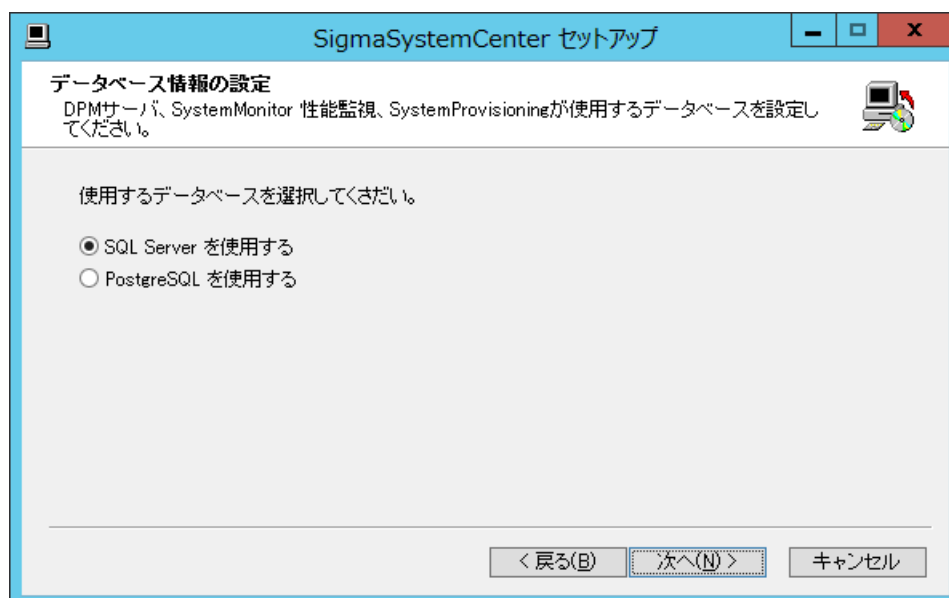 SigmaSystemCenter セットアップ
データベース情報の設定
DPMサーバ、SystemMonitor 性能監視、SystemProvisioningが使用するデータベースを設定し
てください。
使用するデータベースを選択してくさだい。
SQL Server を使用する
PostgreSQL を使用する
< 戻る(B)
次へ(N) >
キャンセル